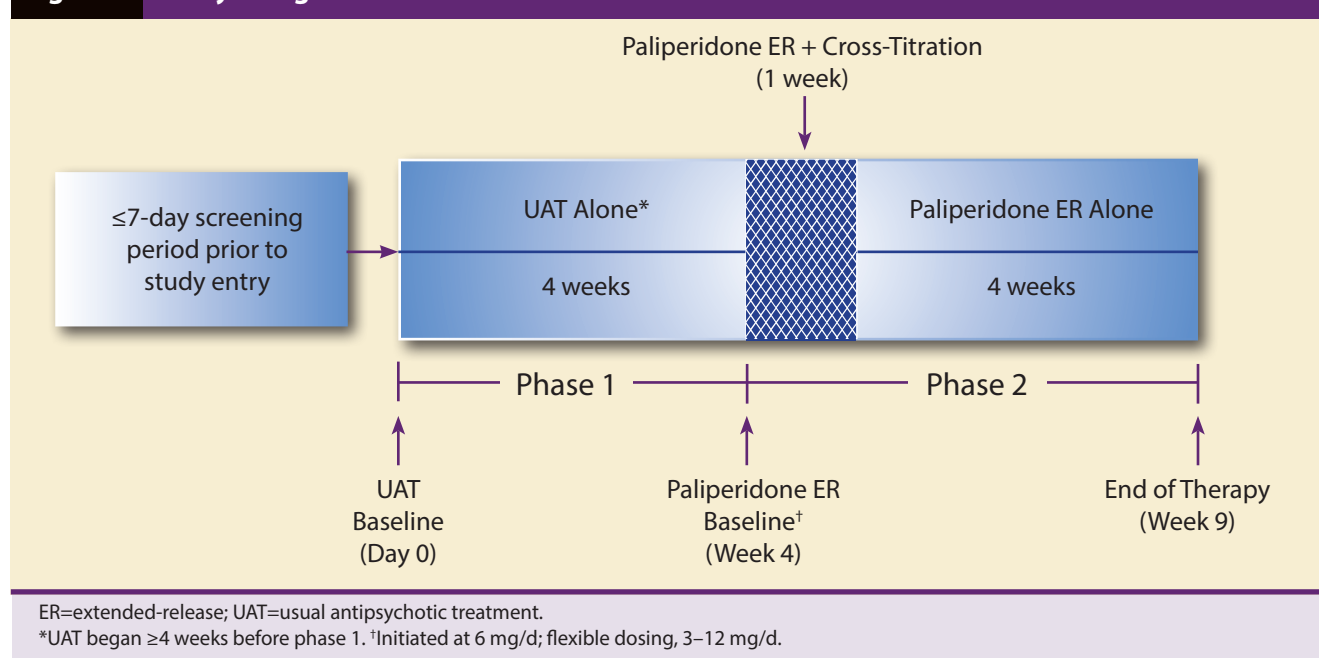 Paliperidone ER + Cross-Titration
(1 week)
≤7-day screening
period prior to
study entry
UAT Alone*
Paliperidone ER Alone
4 weeks
4 weeks
Phase 1
Phase 2
UAT
Baseline
(Day 0)
Paliperidone ER
Baseline†
(Week 4)
End of Therapy
(Week 9)
ER=extended-release; UAT=usual antipsychotic treatment.
*UAT began ≥4 weeks before phase 1. †Initiated at 6 mg/d; flexible dosing, 3–12 mg/d.